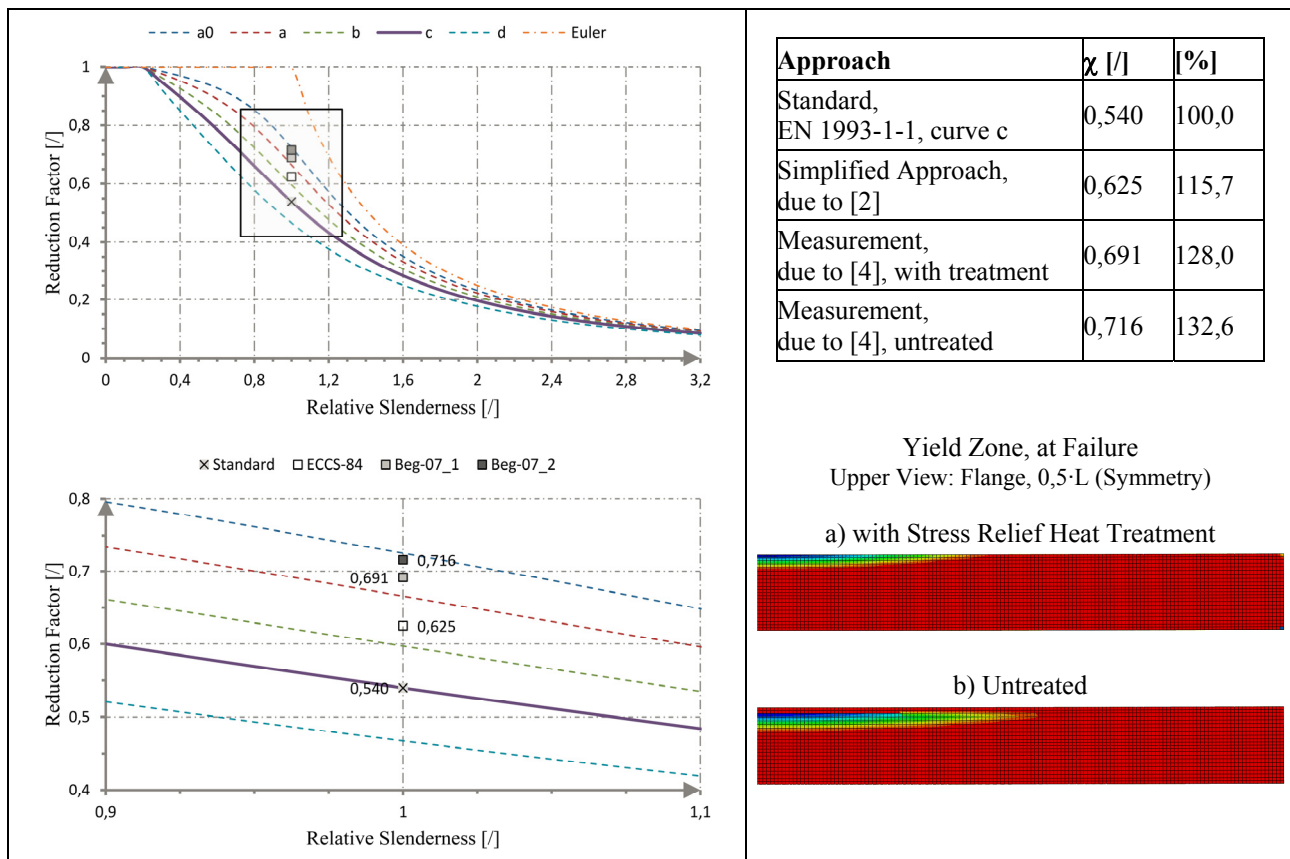 a0 a b c d Euler
1
0,8
0,6
0,4
0,2
0
0 0,4 0,8 1,2 1,6 2 2,4 2,8 3,2
Reduction Factor [/]
Relative Slenderness [/]
Standard ECCS-84 Beg-07_1 Beg-07_2
0,8
0,7
0,6
0,5
0,4
0,716
0,691
0,625
0,540
0,9 1 1,1
Reduction Factor [/]
Relative Slenderness [/]
Approach χ [/] [%]
Standard,
EN 1993-1-1, curve c 0,540 100,0
Simplified Approach,
due to [2] 0,625 115,7
Measurement,
due to [4], with treatment 0,691 128,0
Measurement,
due to [4], untreated 0,716 132,6
Yield Zone, at Failure
Upper View: Flange, 0,5·L (Symmetry)
a) with Stress Relief Heat Treatment
b) Untreated